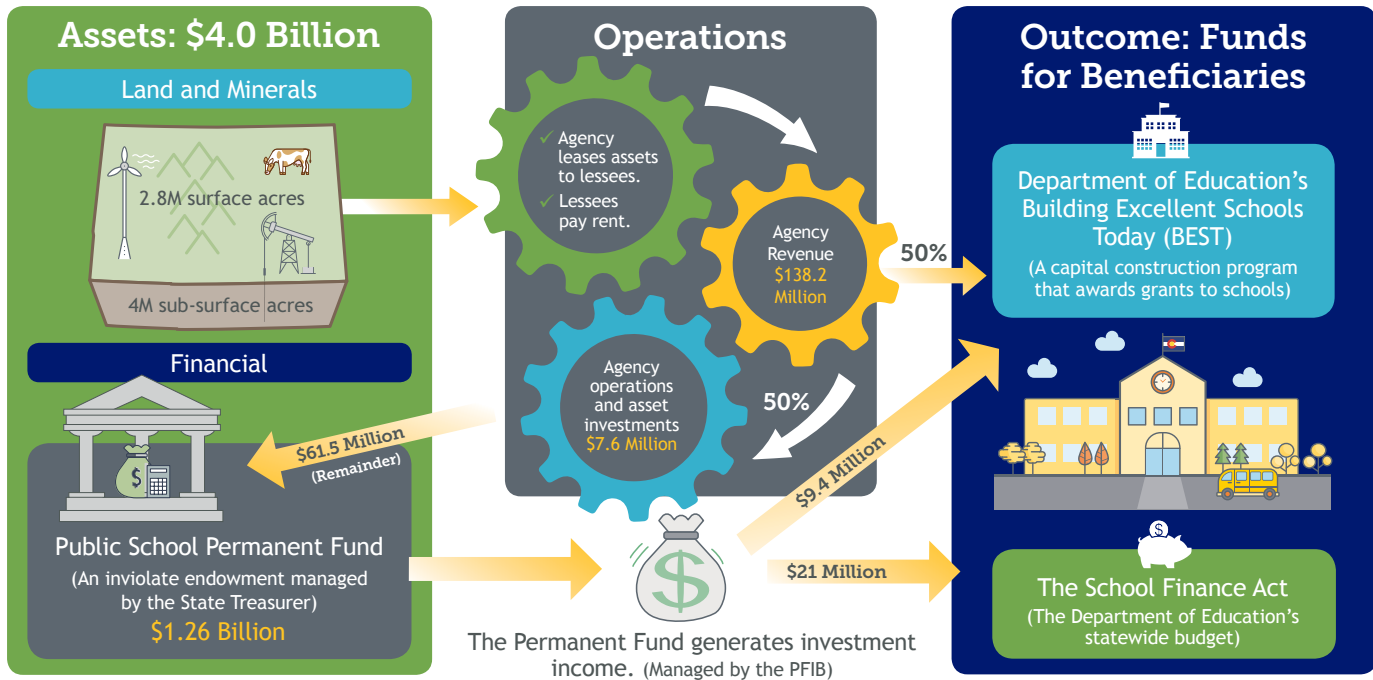 Assets: $4.0 Billion
Land and Minerals
2.8M surface acres
4M sub-surface acres
Financial
$61.5 Million
(Remainder)
$
Public School Permanent Fund
(An inviolate endowment managed
by the State Treasurer)
$1.26 Billion
Operations
✓ Agency
leases assets
to lessees.
✓ Lessees
pay rent.
Agency
Revenue
$138.2
Million
50%
50%
Agency
operations
and asset
investments
$7.6 Million
$9.4 Million
$21 Million
$
The Permanent Fund generates investment
income. (Managed by the PFIB)
Outcome: Funds
for Beneficiaries
Department of Education’s
Building Excellent Schools
Today (BEST)
(A capital construction program
that awards grants to schools)
$
The School Finance Act
(The Department of Education’s
statewide budget)